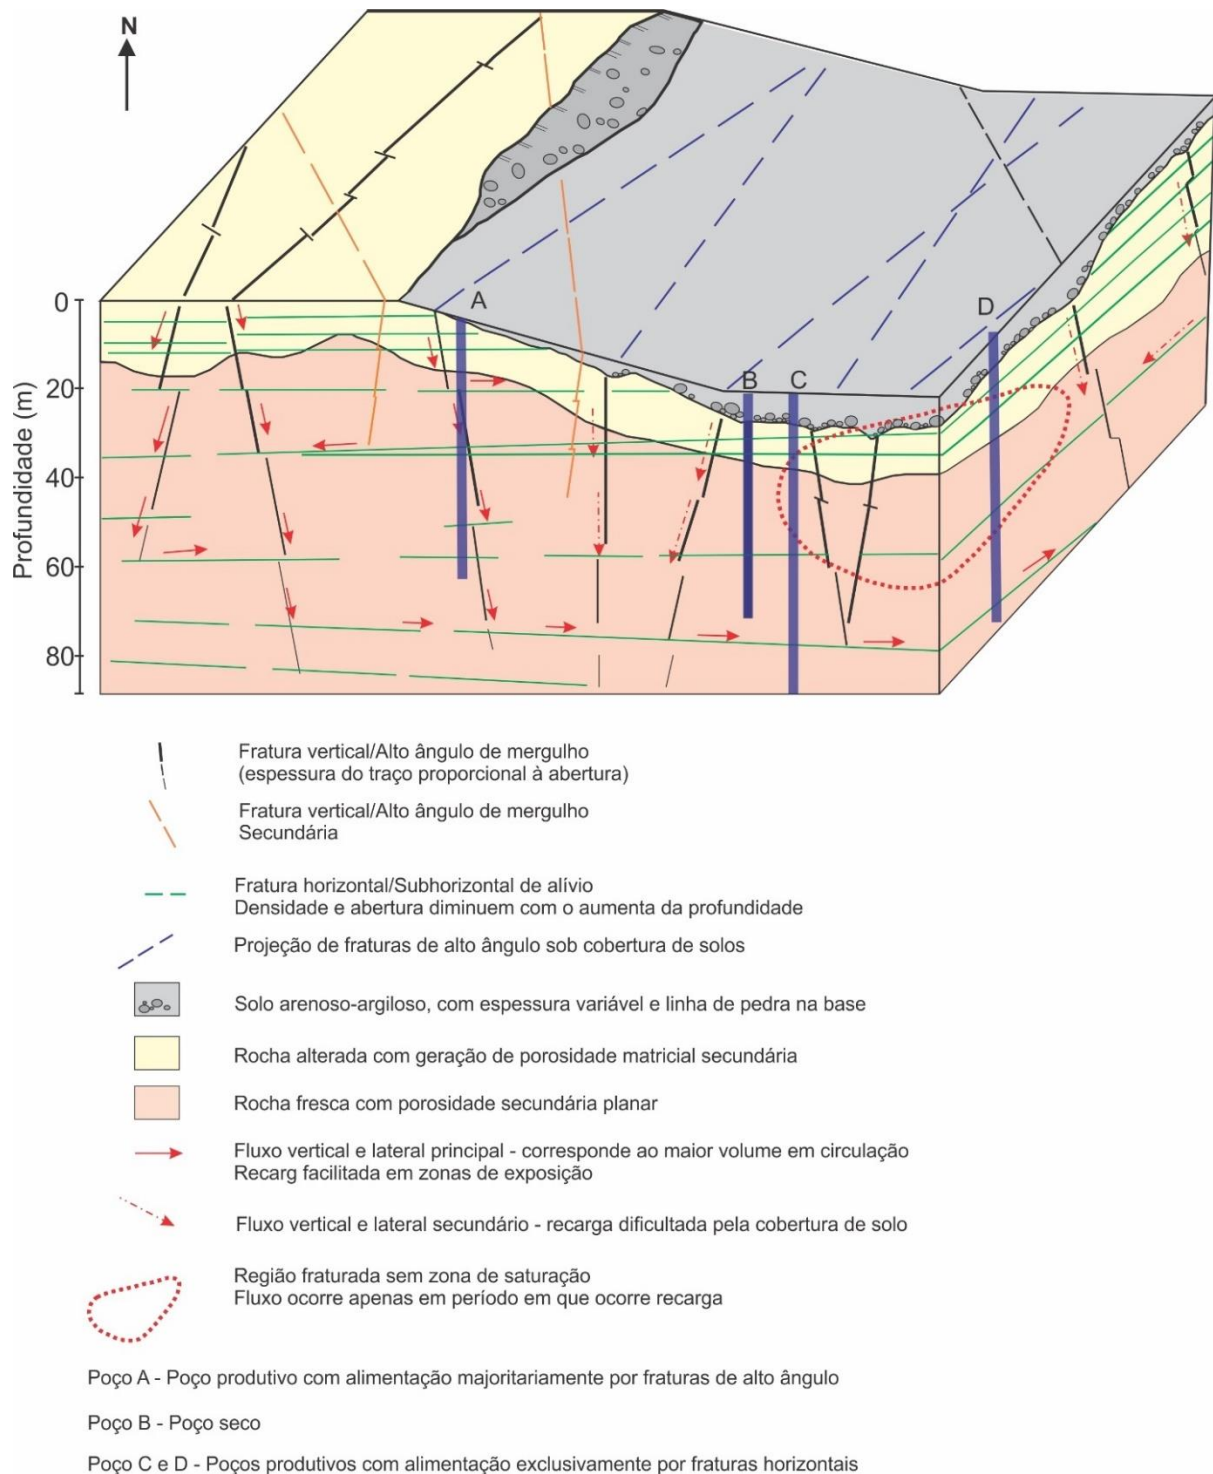 N
A
D
B
C
0
20
40
60
80
Profundidade (m)
Fratura vertical/Alto ângulo de mergulho
(espessura do traço proporcional à abertura)
Fratura vertical/Alto ângulo de mergulho
Secundária
Fratura horizontal/Subhorizontal de alívio
Densidade e abertura diminuem com o aumenta da profundidade
Projeção de fraturas de alto ângulo sob cobertura de solos
Solo arenoso-argiloso, com espessura variável e linha de pedra na base
Rocha alterada com geração de porosidade matricial secundária
Rocha fresca com porosidade secundária planar
Fluxo vertical e lateral principal - corresponde ao maior volume em circulação
Recarg facilitada em zonas de exposição
Fluxo vertical e lateral secundário - recarga dificultada pela cobertura de solo
Região fraturada sem zona de saturação
Fluxo ocorre apenas em período em que ocorre recarga
Poço A - Poço produtivo com alimentação majoritariamente por fraturas de alto ângulo
Poço B - Poço seco
Poço C e D - Poços produtivos com alimentação exclusivamente por fraturas horizontais